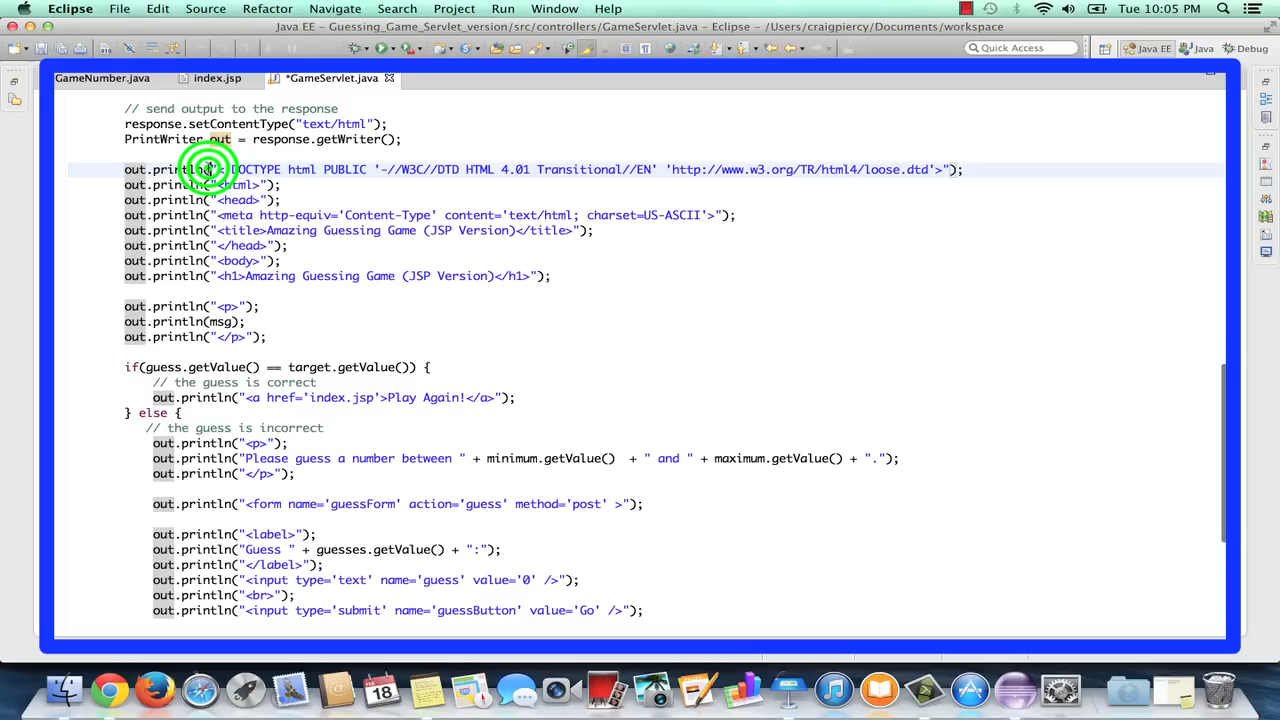 Eclipse File Edit Source Refactor Navigate Search Project Run Window Help Tue 10:05 PM
Java EE - Guessing_Game_Servlet_version/src/controllers/GameServlet.java - Eclipse - /Users/craigpiercy/Documents/workspace
Quick Access Java EE Java Debug
GameNumber.java index.jsp *GameServlet.java
// send output to the response
response.setContentType("text/html");
PrintWriter out = response.getWriter();
out.println("<!DOCTYPE html PUBLIC '-//W3C//DTD HTML 4.01 Transitional//EN' 'http://www.w3.org/TR/html4/loose.dtd'>");
out.println("<html>");
out.println("<head>");
out.println("<meta http-equiv='Content-Type' content='text/html; charset=US-ASCII'>");
out.println("<title>Amazing Guessing Game (JSP Version)</title>");
out.println("</head>");
out.println("<body>");
out.println("<h1>Amazing Guessing Game (JSP Version)</h1>");
out.println("<p>");
out.println(msg);
out.println("</p>");
if(guess.getValue() == target.getValue()) {
// the guess is correct
out.println("<a href='index.jsp'>Play Again!</a>");
} else {
// the guess is incorrect
out.println("<p>");
out.println("Please guess a number between " + minimum.getValue() + " and " + maximum.getValue() + ".");
out.println("</p>");
out.println("<form name='guessForm' action='guess' method='post' >");
out.println("<label>");
out.println("Guess " + guesses.getValue() + ":");
out.println("</label>");
out.println("<input type='text' name='guess' value='0' />");
out.println("<br>");
out.println("<input type='submit' name='guessButton' value='Go' />");
18